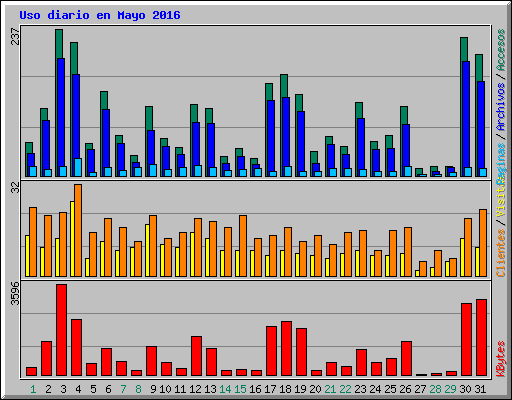 Uso diario en Mayo 2016
237
32
3596
Accesos / Archivos / Paginas
Clientes / Visitas
KBytes
1 2 3 4 5 6 7 8 9 10 11 12 13 14 15 16 17 18 19 20 21 22 23 24 25 26 27 28 29 30 31